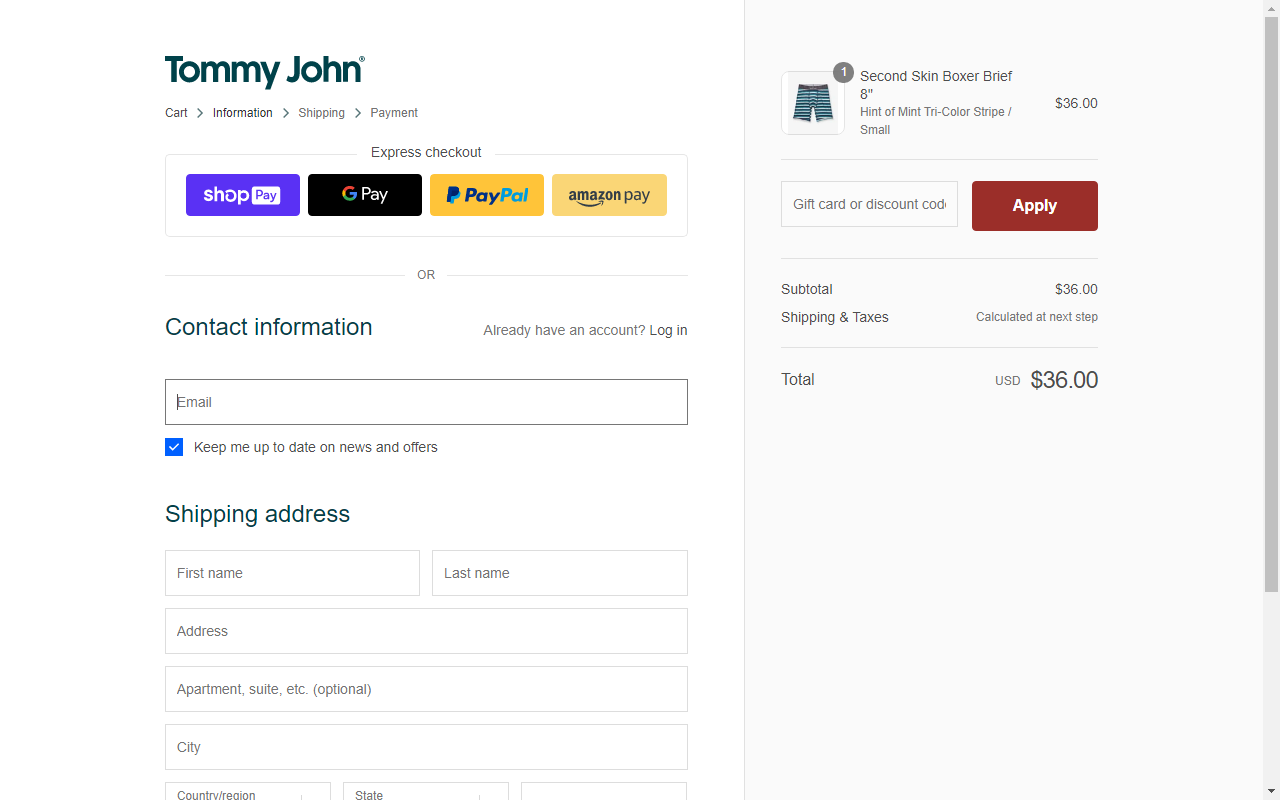 Tommy John®
Cart > Information > Shipping > Payment
Express checkout
shop Pay
G Pay
PayPal
amazon pay
OR
Contact information
Already have an account? Log in
Email
Keep me up to date on news and offers
Shipping address
First name
Last name
Address
Apartment, suite, etc. (optional)
City
Country/region
State
1
Second Skin Boxer Brief
8"
Hint of Mint Tri-Color Stripe /
Small
$36.00
Gift card or discount code
Apply
Subtotal
$36.00
Shipping & Taxes
Calculated at next step
Total
USD $36.00